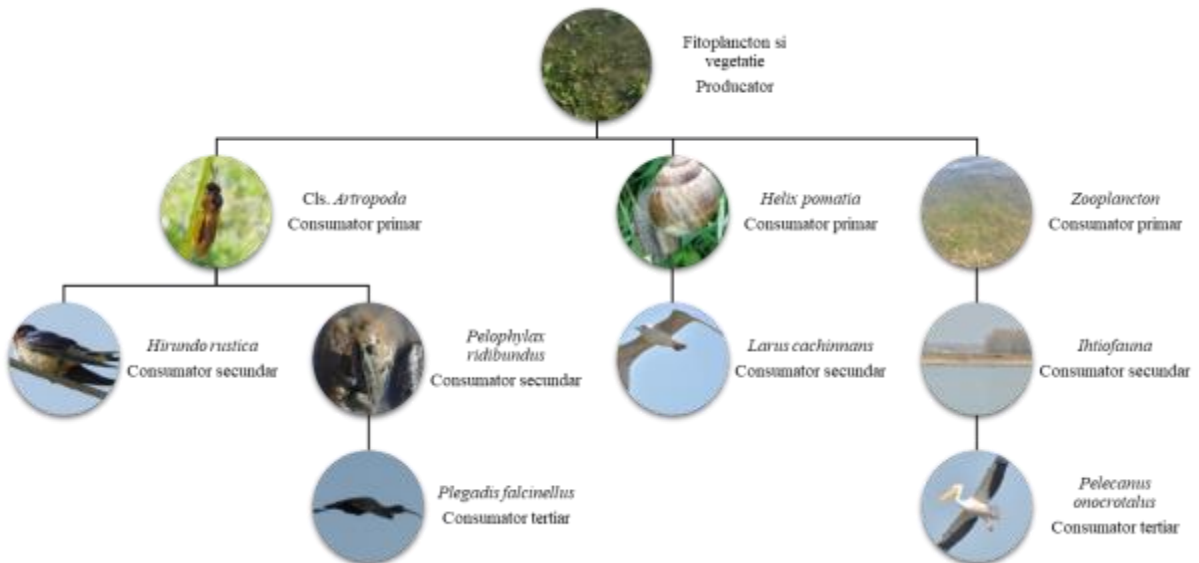 Fitoplancton si
vegetatie
Producator
Cls. Artropoda
Consumator primar
Helix pomatia
Consumator primar
Zooplancton
Consumator primar
Hirundo rustica
Consumator secundar
Pelophylax
ridibundus
Consumator secundar
Larus cachinnans
Consumator secundar
Ihtiofauna
Consumator secundar
Plegadis falcinellus
Consumator tertiar
Pelecanus
onocrotalus
Consumator tertiar